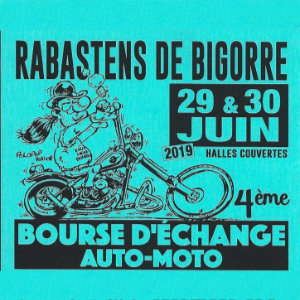 RABASTENS DE BIGORRE
29 & 30
JUIN
2019 HALLES COUVERTES
4ème
BOURSE D'ÉCHANGE
AUTO-MOTO